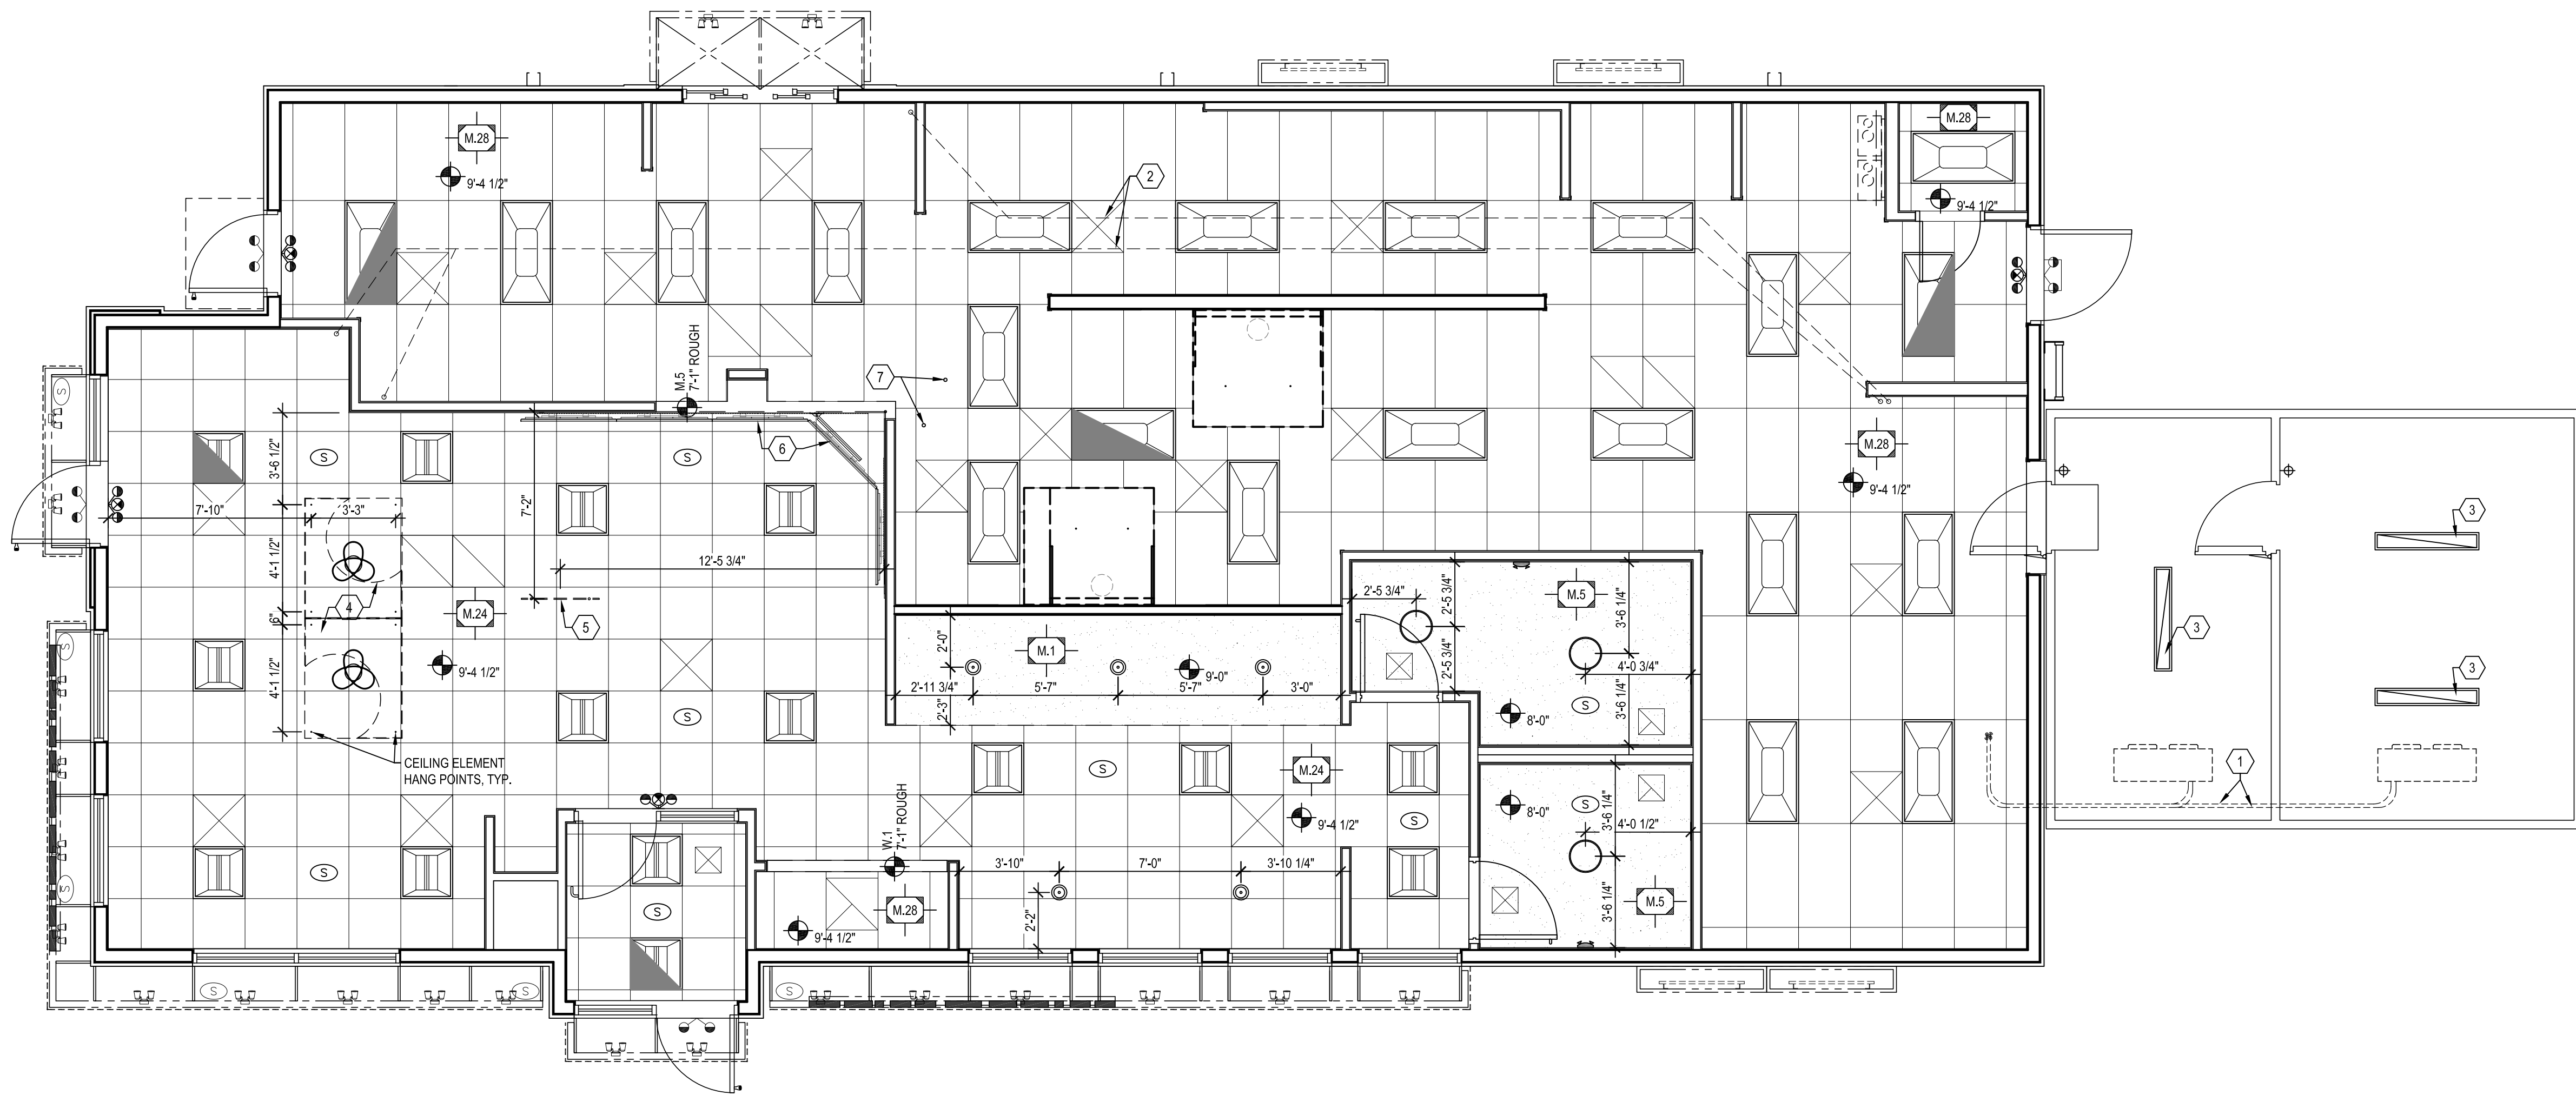 M.28
9'-4 1/2"
2
M.28
9'-4 1/2"
M.5
7'-1" ROUGH
7
6
S
S
S
3'-6 1/2"
7'-10"
3'-3"
4'-1 1/2"
7'-2"
12'-5 3/4"
4
6"
M.24
5
4'-1 1/2"
9'-4 1/2"
CEILING ELEMENT
HANG POINTS, TYP.
M.28
9'-4 1/2"
3
3
3
1
2'-5 3/4"
2'-5 3/4"
2'-5 3/4"
M.5
3'-6 1/4"
4'-0 3/4"
3'-6 1/4"
8'-0"
S
2'-0"
M.1
9'-0"
2'-11 3/4"
5'-7"
5'-7"
3'-0"
2'-3"
S
S
S
M.24
9'-4 1/2"
S
8'-0"
S
3'-6 1/4"
4'-0 1/2"
3'-6 1/4"
M.5
W.1
7'-1" ROUGH
3'-10"
7'-0"
3'-10 1/4"
2'-2"
M.28
9'-4 1/2"
S
S
S
S
S
S